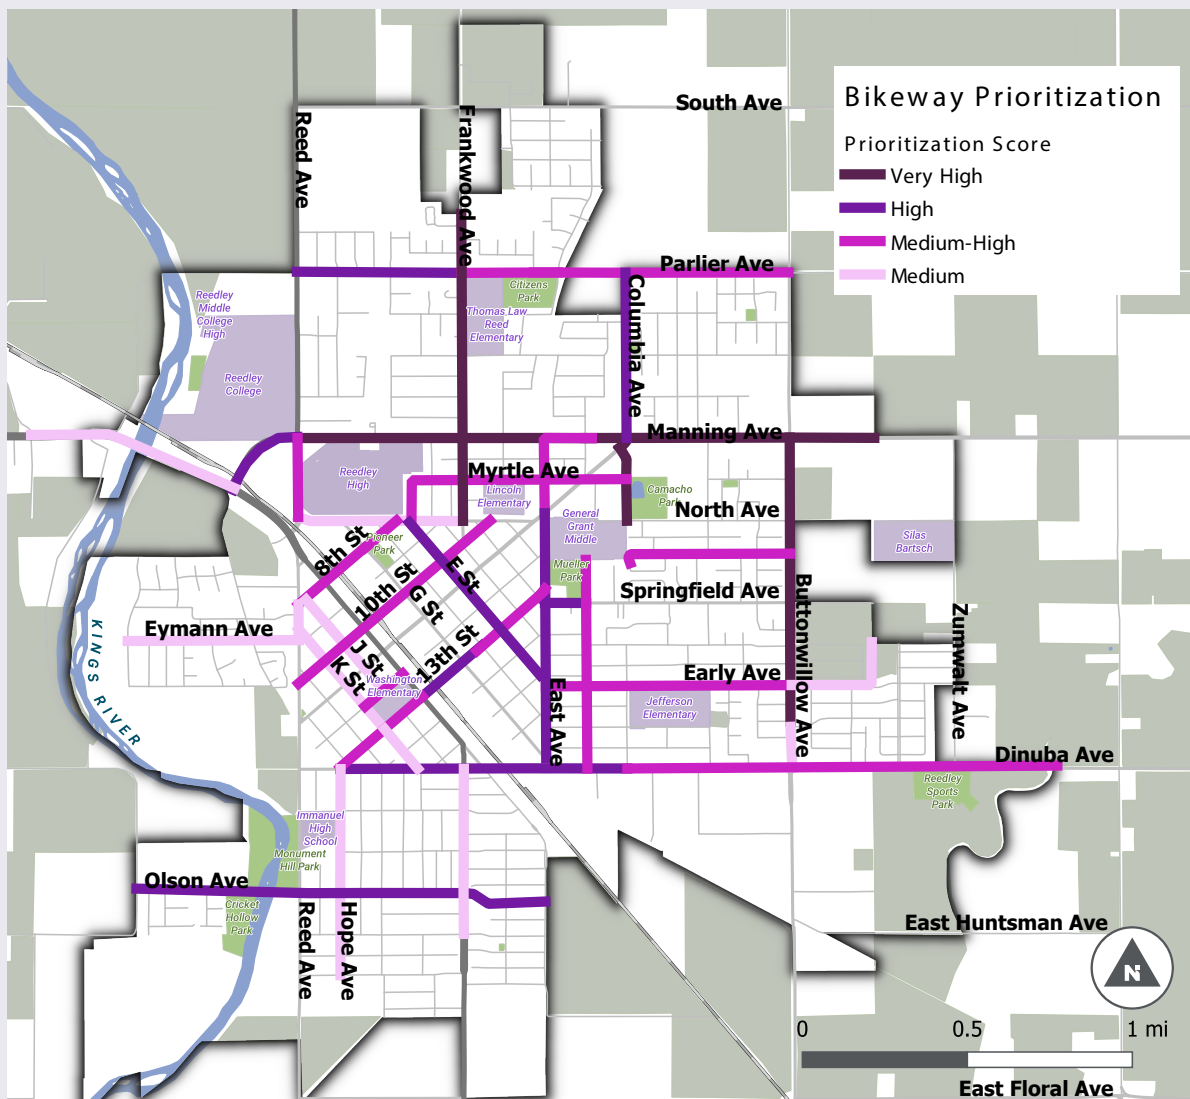 Bikeway Prioritization
Prioritization Score
Very High
High
Medium-High
Medium
South Ave
Reed Ave
Frankwood Ave
Parlier Ave
Columbia Ave
Citizens
Park
Thomas Law
Reed
Elementary
Reedley
Middle
College
High
Reedley
College
Manning Ave
Reedley
High
Myrtle Ave
Lincoln
Elementary
Camacho
Park
North Ave
General
Grant
Middle
Silas
Bartsch
Pioneer
Park
8th St
10th St
G St
E St
Mueller
Park
Springfield Ave
Buttonwillow Ave
Zumwalt Ave
Eymann Ave
J St
K St
13th St
Washington
Elementary
Early Ave
East Ave
Jefferson
Elementary
KINGS RIVER
Dinuba Ave
Reedley
Sports
Park
Immanuel
High
School
Monument
Hill Park
Olson Ave
Cricket
Hollow
Park
Reed Ave
Hope Ave
East Huntsman Ave
N
0 0.5 1 mi
East Floral Ave